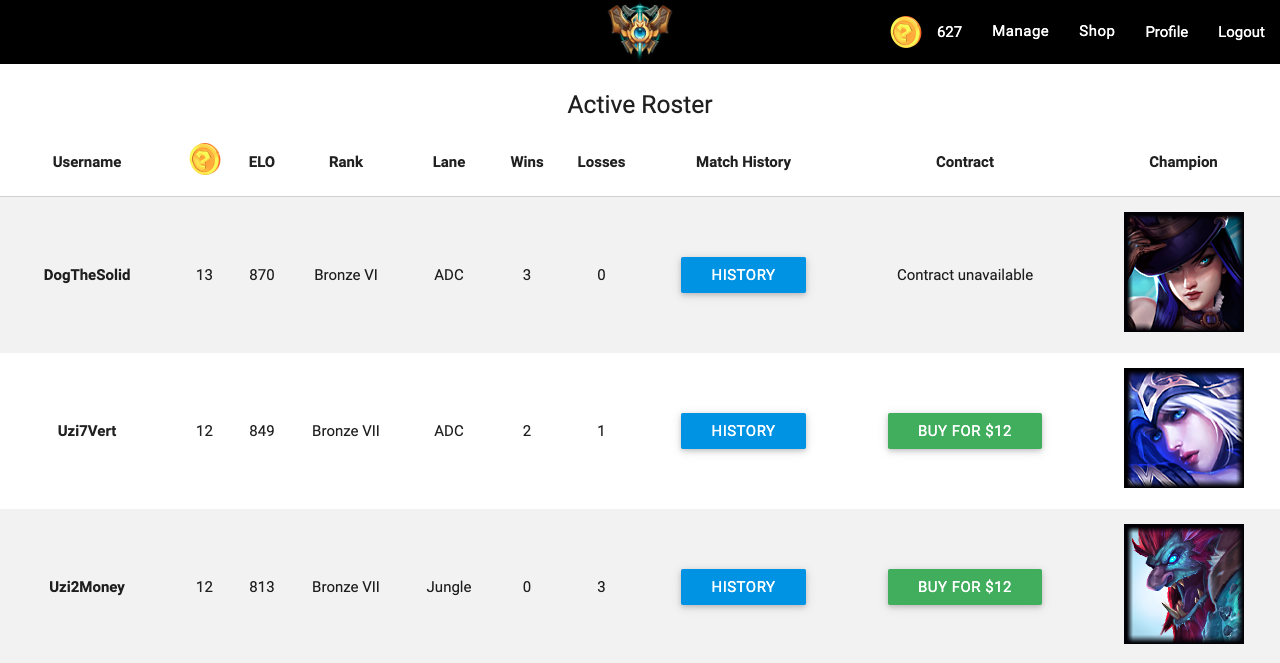 627 Manage Shop Profile Logout
Active Roster
Username ELO Rank Lane Wins Losses Match History Contract Champion
DogTheSolid 13 870 Bronze VI ADC 3 0 HISTORY Contract unavailable
Uzi7Vert 12 849 Bronze VII ADC 2 1 HISTORY BUY FOR $12
Uzi2Money 12 813 Bronze VII Jungle 0 3 HISTORY BUY FOR $12